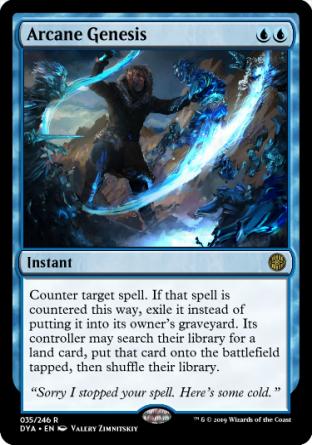 Arcane Genesis
Instant
Counter target spell. If that spell is
countered this way, exile it instead of
putting it into its owner's graveyard. Its
controller may search their library for a
land card, put that card onto the battlefield
tapped, then shuffle their library.
“Sorry I stopped your spell. Here's some cold.”
035/246 R
™ & © 2019 Wizards of the Coast
DYA • EN VALERY ZIMNITSKIY